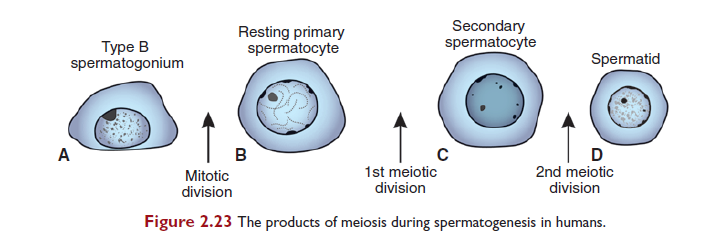 Type B
spermatogonium
Resting primary
spermatocyte
Secondary
spermatocyte
Spermatid
A
B
C
D
Mitotic
division
1st meiotic
division
2nd meiotic
division
Figure 2.23 The products of meiosis during spermatogenesis in humans.